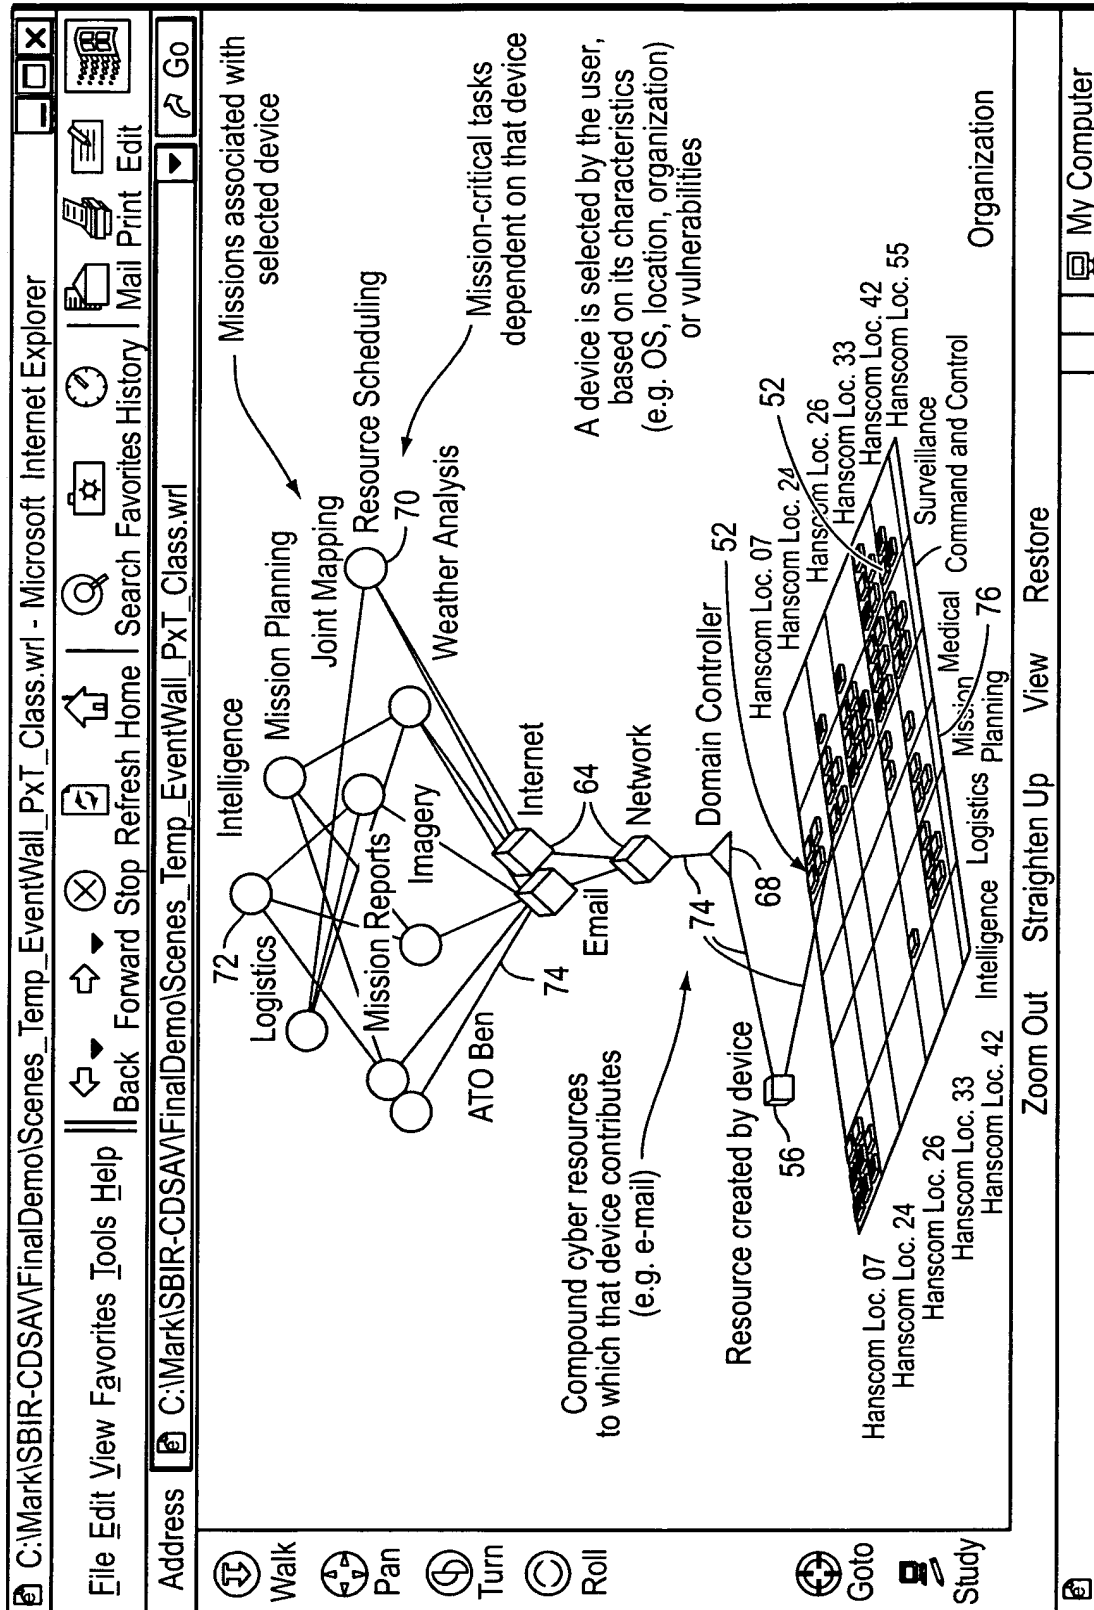 C:\Mark\SBIR-CDSAV\FinalDemo\Scenes_Temp_EventWall_PxT_Class.wrl - Microsoft Internet Explorer
File Edit View Favorites Tools Help
Back Forward Stop Refresh Home Search Favorites History Mail Print Edit
Address C:\Mark\SBIR-CDSAV\FinalDemo\Scenes_Temp_EventWall_PxT_Class.wrl Go
Walk
Pan
Turn
Roll
Goto
Study
Missions associated with
selected device
Intelligence
72
Mission Planning
Logistics
Joint Mapping
Resource Scheduling
Mission Reports
70
Mission-critical tasks
dependent on that device
Imagery
Weather Analysis
ATO Ben
Internet
74
Email
64
A device is selected by the user,
based on its characteristics
(e.g. OS, location, organization
or vulnerabilities
Compound cyber resources
to which that device contributes
(e.g. e-mail)
Network
74
Domain Controller
52
52
68
Resource created by device
56
Hanscom Loc. 07
Hanscom Loc. 24
Hanscom Loc. 26
Hanscom Loc. 33
Hanscom Loc. 42
Hanscom Loc. 55
Hanscom Loc. 07
Hanscom Loc. 24
Hanscom Loc. 26
Hanscom Loc. 33
Hanscom Loc. 42
Surveillance
Command and Control
Medical
Mission
Planning
76
Logistics
Intelligence
Organization
Zoom Out Straighten Up View Restore
My Computer